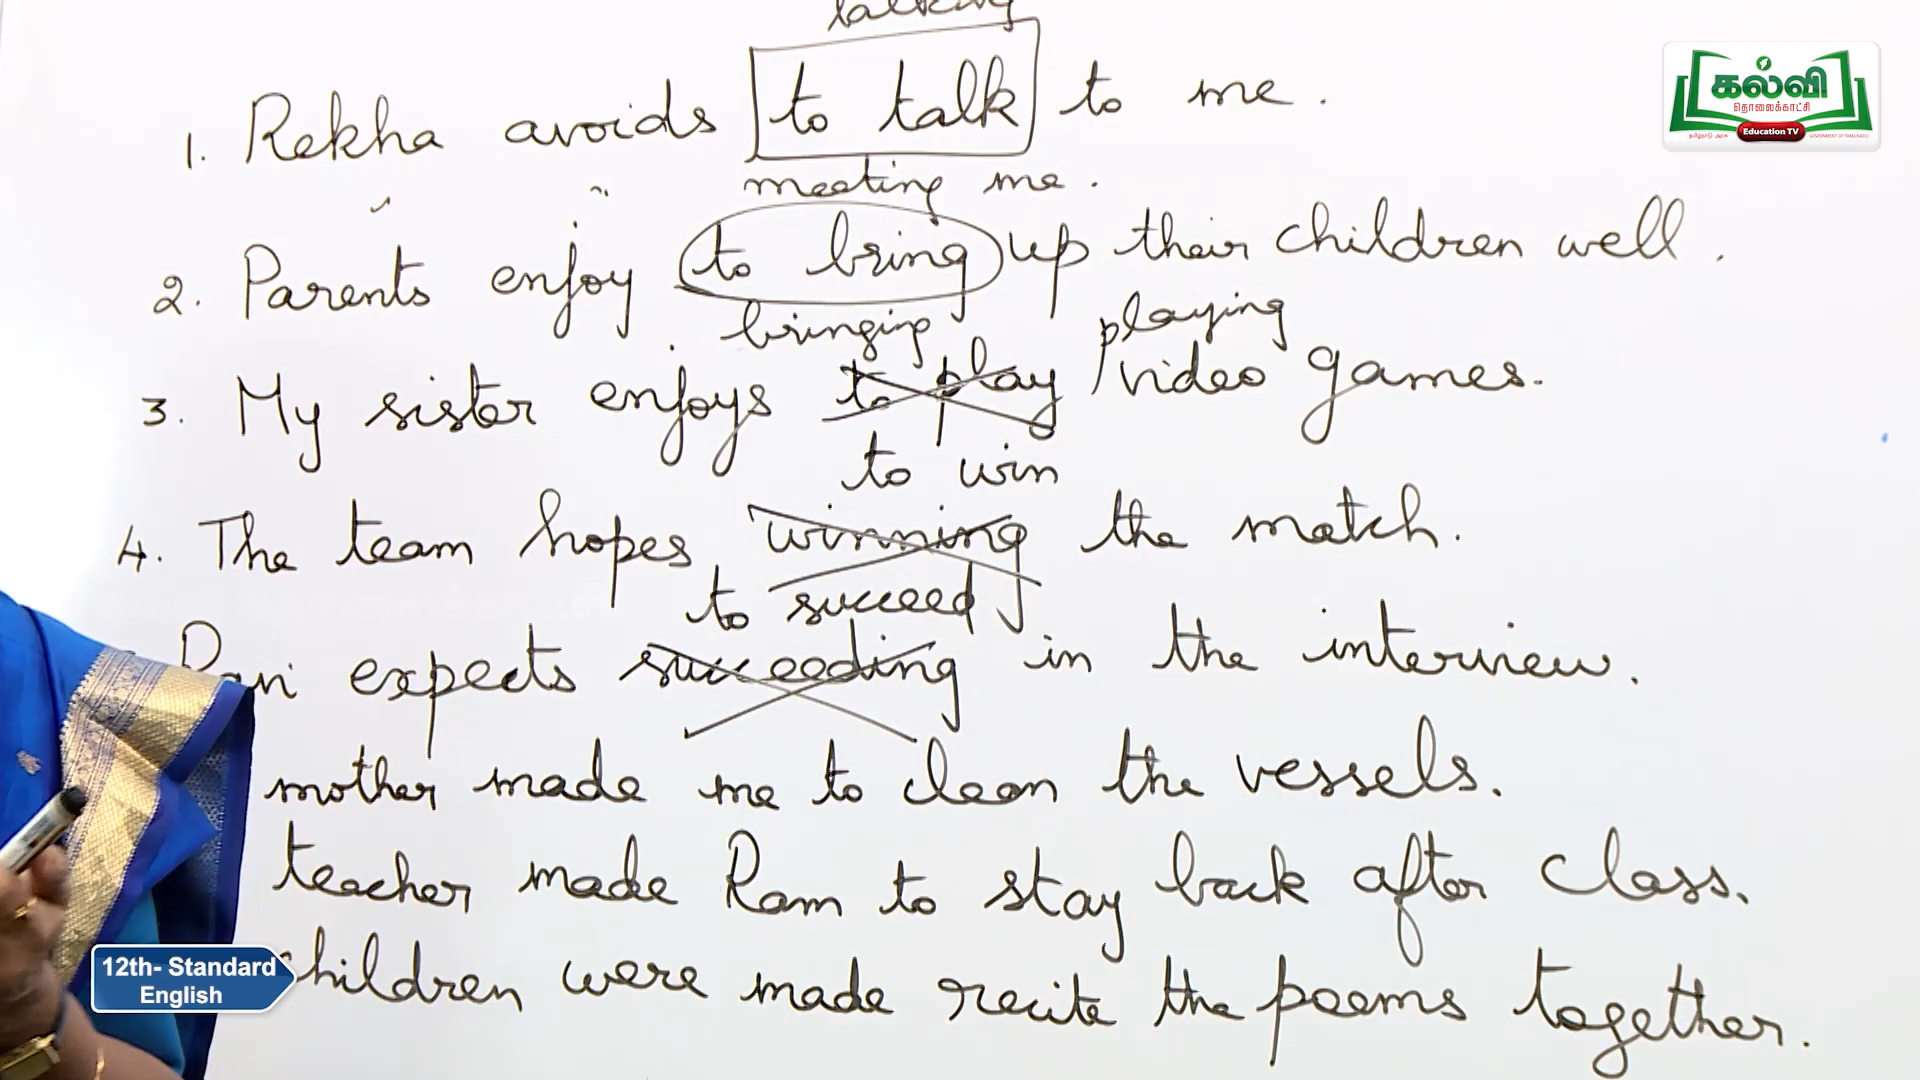 talking
1. Rekha avoids to talk to me.
" " meeting me.
2. Parents enjoy to bring up their children well.
bringing playing
3. My sister enjoys to play video games.
to win
4. The team hopes winning the match.
to succeed
expects succeeding in the interview.
mother made me to clean the vessels.
teacher made Ram to stay back after class.
children were made recite the poems together.
கல்வி
தொலைக்காட்சி
Education TV
12th- Standard
English